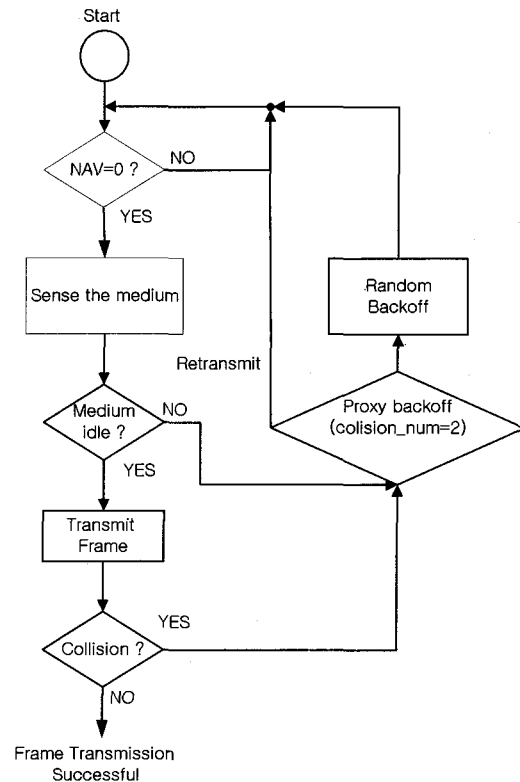 Start
NAV=0 ?
NO
YES
Sense the medium
Random
Backoff
Retransmit
Medium
idle ?
NO
YES
Proxy backoff
(colision_num=2)
Transmit
Frame
YES
Collision ?
NO
Frame Transmission
Successful